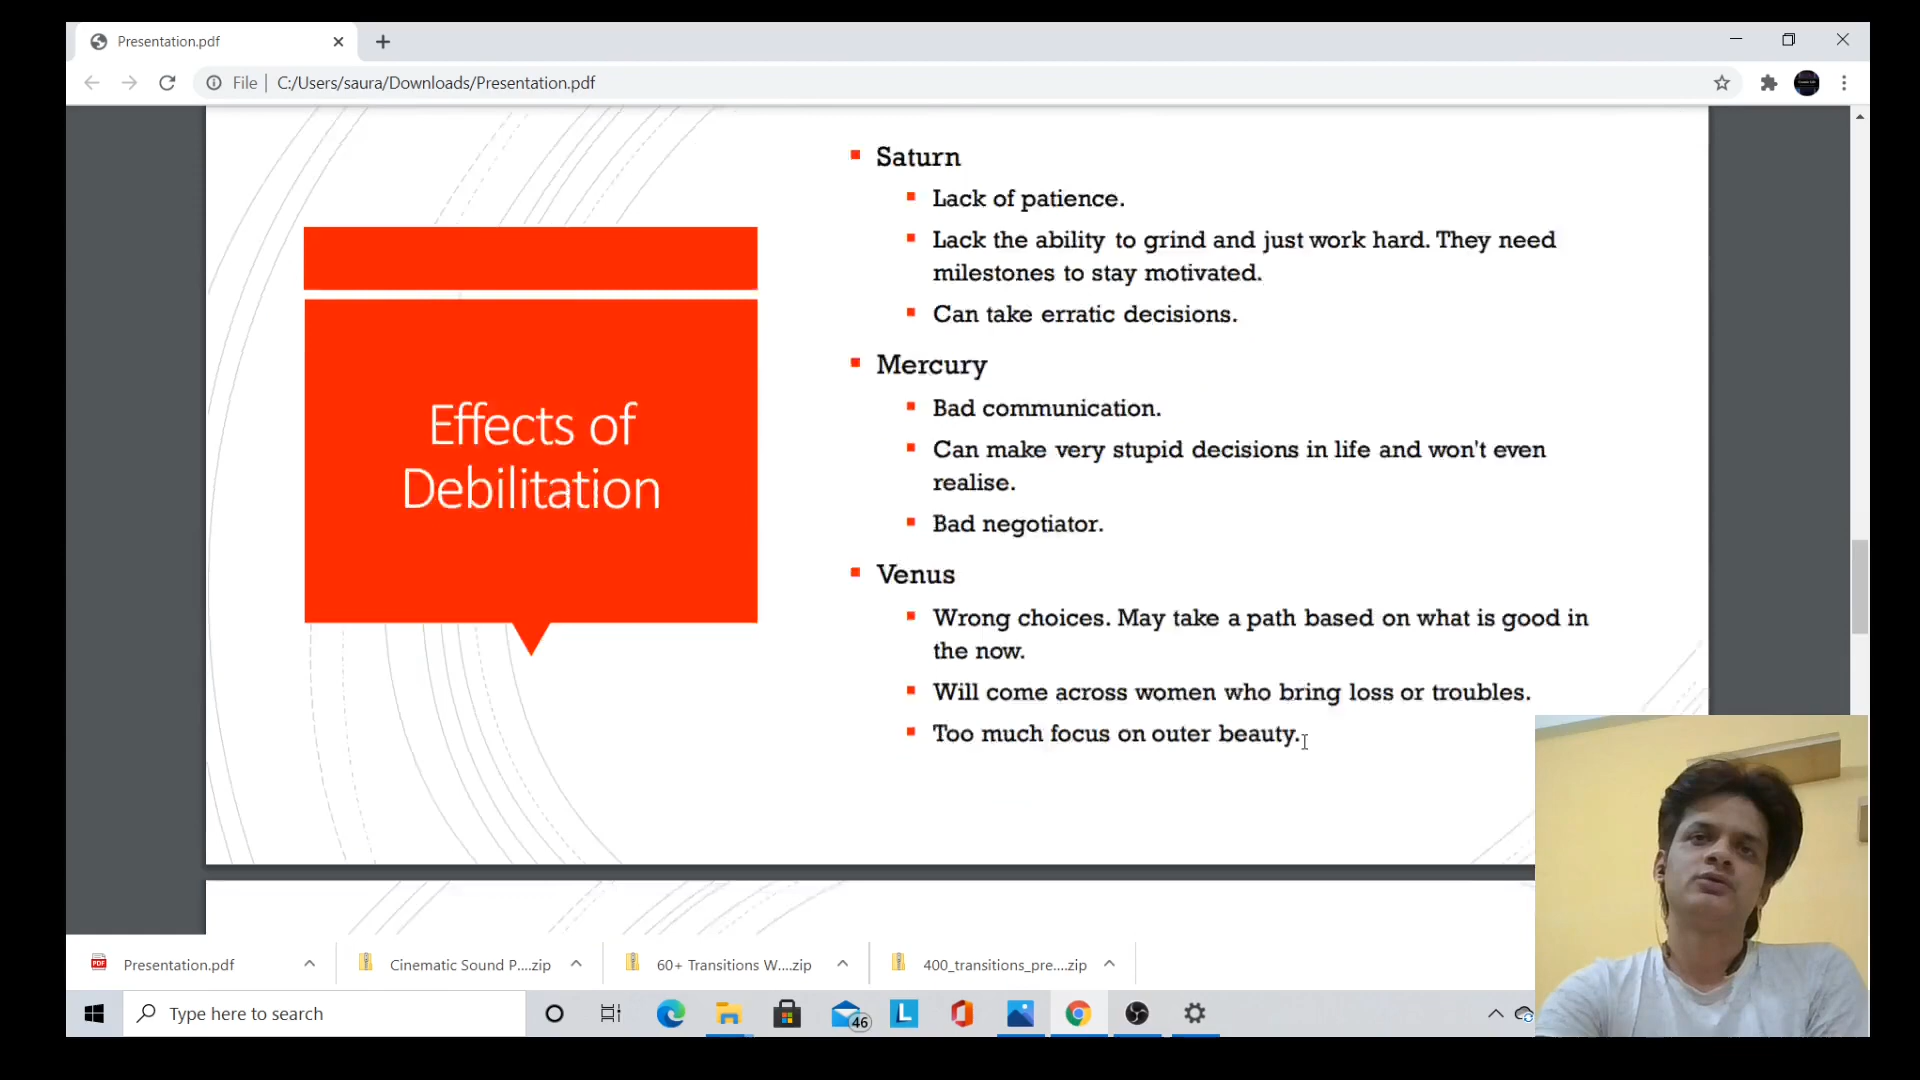 Presentation.pdf
File | C:/Users/saura/Downloads/Presentation.pdf
Effects of
Debilitation
Saturn
Lack of patience.
Lack the ability to grind and just work hard. They need
milestones to stay motivated.
Can take erratic decisions.
Mercury
Bad communication.
Can make very stupid decisions in life and won't even
realise.
Bad negotiator.
Venus
Wrong choices. May take a path based on what is good in
the now.
Will come across women who bring loss or troubles.
Too much focus on outer beauty.
PDF
Presentation.pdf
Cinematic Sound P....zip
60+ Transitions W....zip
400_transitions_pre....zip
Type here to search
46
L